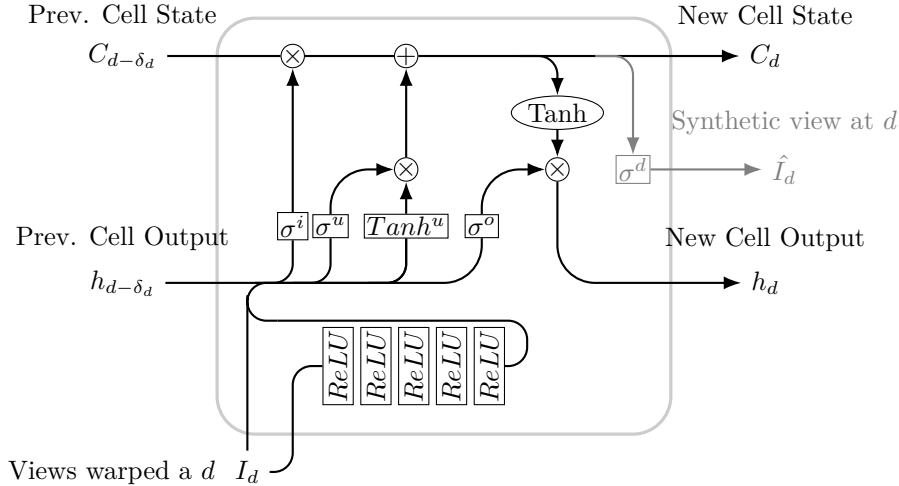 Prev. Cell State
New Cell State
C_{d−δ_d}
×
+
C_d
Tanh
Synthetic view at d
×
×
σ^d
Î_d
σ^i
σ^u
Tanh^u
σ^o
Prev. Cell Output
New Cell Output
h_{d−δ_d}
h_d
ReLU
ReLU
ReLU
ReLU
ReLU
Views warped a d I_d